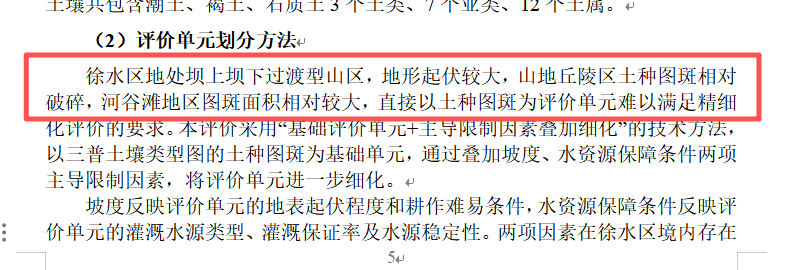 土壤共包含潮土、褐土、石质土 3 个土类、7 个亚类、12 个土属。
（2）评价单元划分方法
徐水区地处坝上坝下过渡型山区，地形起伏较大，山地丘陵区土种图斑相对
破碎，河谷滩地区图斑面积相对较大，直接以土种图斑为评价单元难以满足精细
化评价的要求。本评价采用“基础评价单元+主导限制因素叠加细化”的技术方法，
以三普土壤类型图的土种图斑为基础单元，通过叠加坡度、水资源保障条件两项
主导限制因素，将评价单元进一步细化。
坡度反映评价单元的地表起伏程度和耕作难易条件，水资源保障条件反映评
价单元的灌溉水源类型、灌溉保证率及水源稳定性。两项因素在徐水区境内存在
5